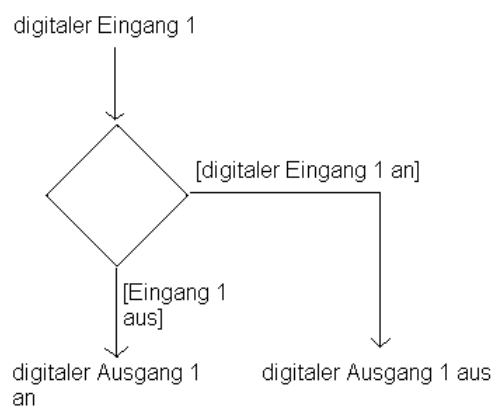 digitaler Eingang 1
[digitaler Eingang 1 an]
[Eingang 1
aus]
digitaler Ausgang 1
an
digitaler Ausgang 1 aus